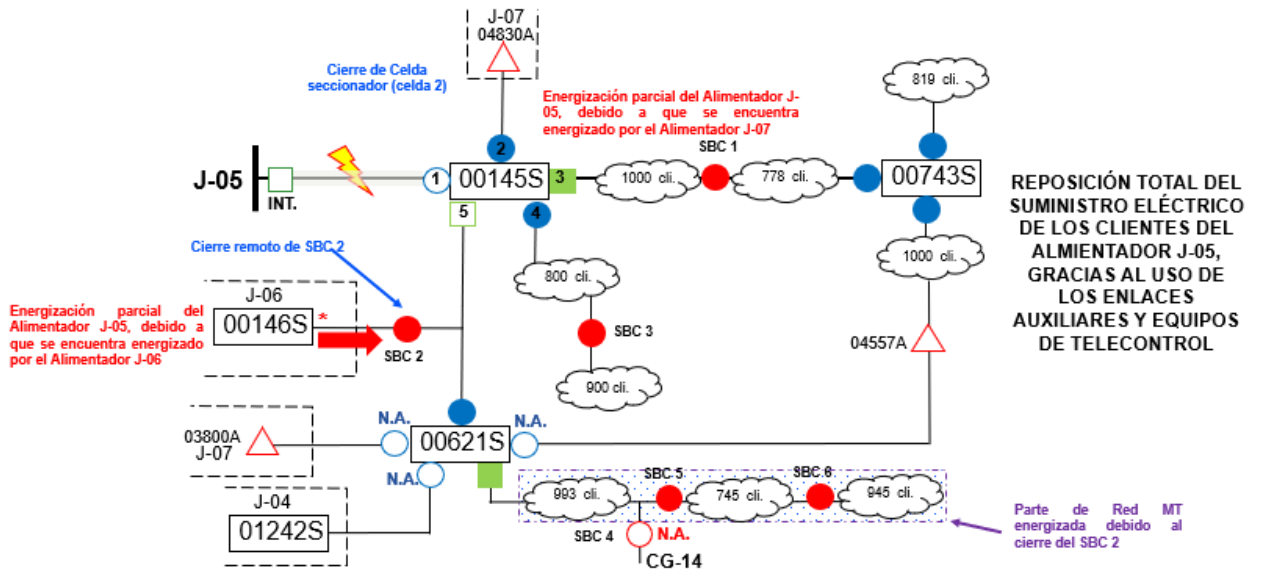 J-07
04830A
Cierre de Celda
seccionador (celda 2)
Energización parcial del Alimentador J-
05, debido a que se encuentra
energizado por el Alimentador J-07
819 cli.
SBC 1
2
J-05
INT.
1
00145S
3
1000 cli.
778 cli.
00743S
5
4
REPOSICIÓN TOTAL DEL
SUMINISTRO ELÉCTRICO
DE LOS CLIENTES DEL
ALMIENTADOR J-05,
GRACIAS AL USO DE
LOS ENLACES
AUXILIARES Y EQUIPOS
DE TELECONTROL
Cierre remoto de SBC 2
800 cli.
1000 cli.
J-06
00146S
*
Energización parcial del
Alimentador J-05, debido a
que se encuentra energizado
por el Alimentador J-06
SBC 2
SBC 3
04557A
900 cli.
N.A.
N.A.
03800A
J-07
00621S
N.A.
SBC 5
SBC 6
993 cli.
745 cli.
945 cli.
J-04
01242S
SBC 4
N.A.
CG-14
Parte de Red MT
energizada debido al
cierre del SBC 2